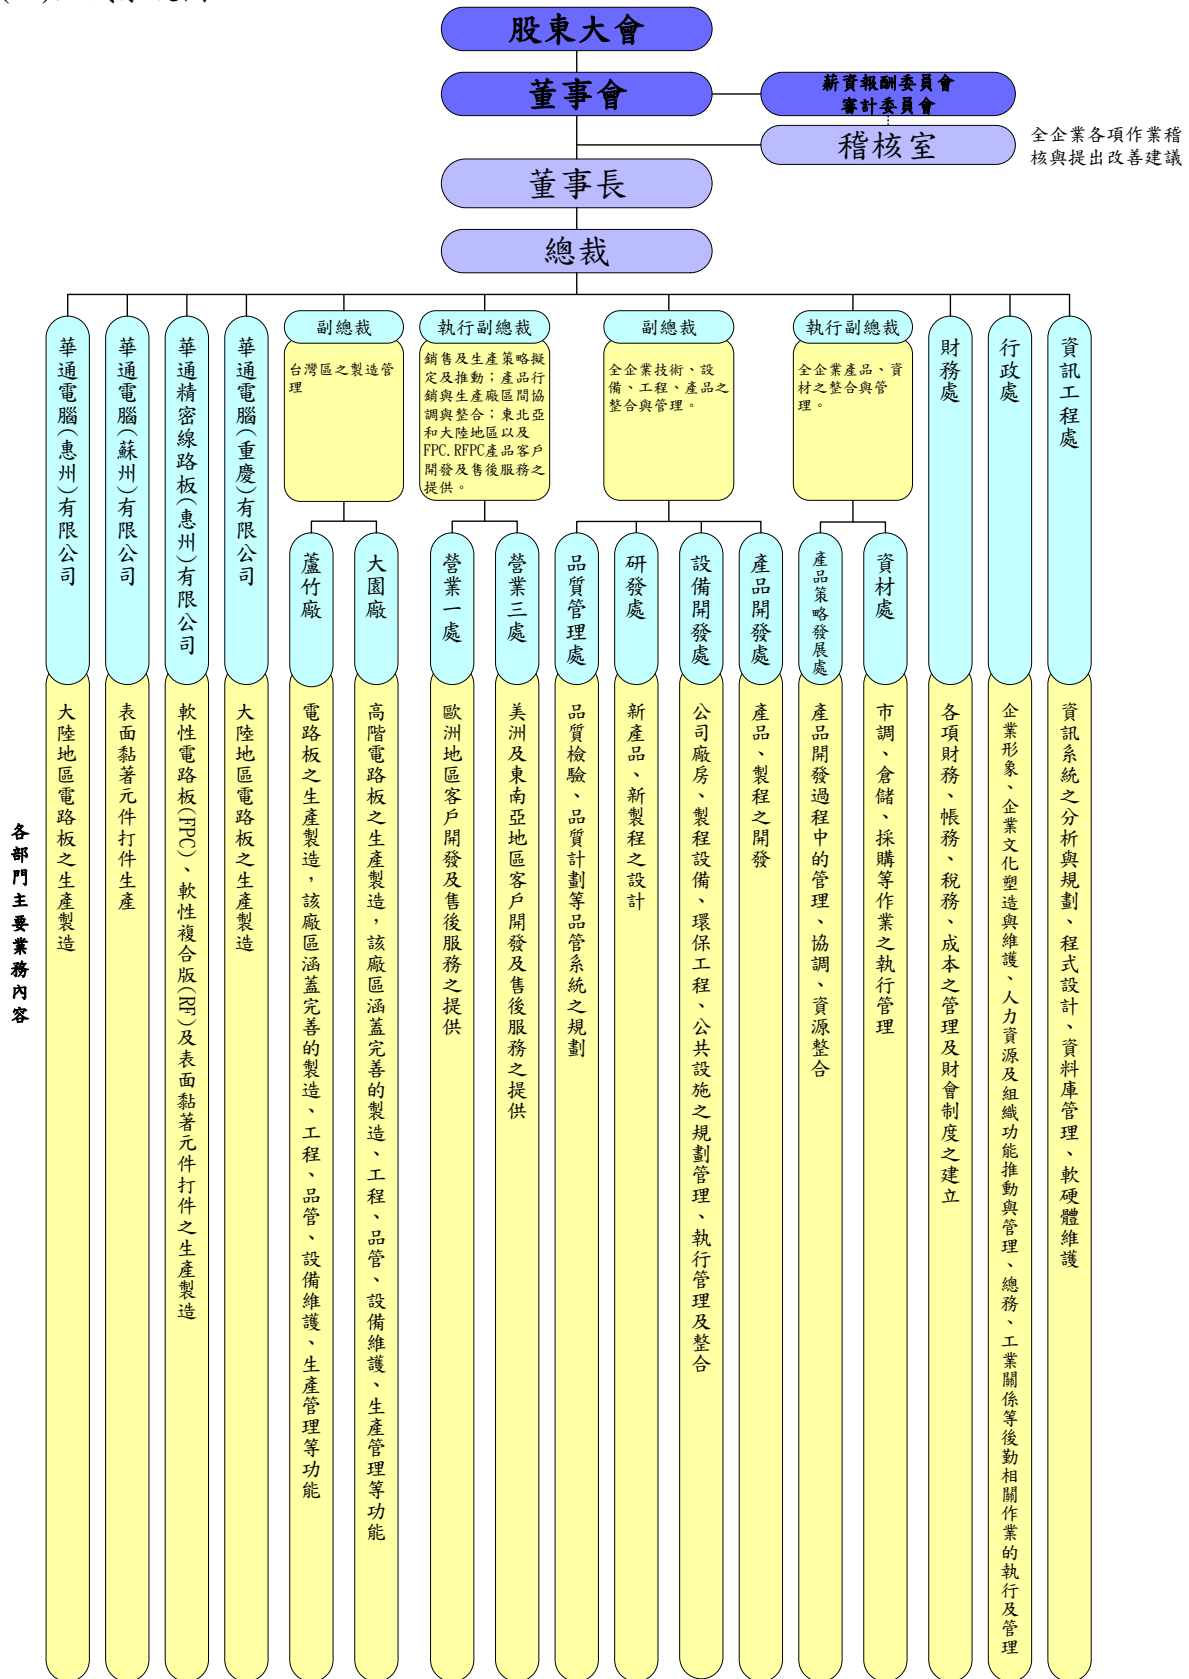 股東大會
董事會
薪資報酬委員會
審計委員會
稽核室
全企業各項作業稽
核與提出改善建議
董事長
總裁
華通電腦(惠州)有限公司
華通電腦(蘇州)有限公司
華通精密線路板(惠州)有限公司
華通電腦(重慶)有限公司
副總裁
台灣區之製造管
理
執行副總裁
銷售及生產策略擬
定及推動；產品行
銷與生產廠區間協
調與整合；東北亞
和大陸地區以及
FPC.RFPC產品客戶
開發及售後服務之
提供。
副總裁
全企業技術、設
備、工程、產品之
整合與管理。
執行副總裁
全企業產品、資
材之整合與管
理。
財務處
行政處
資訊工程處
蘆竹廠
大園廠
營業一處
營業三處
品質管理處
研發處
設備開發處
產品開發處
產品策略發展處
資材處
各部門主要業務內容
大陸地區電路板之生產製造
表面黏著元件打件生產
軟性電路板(FPC)、軟性複合版(RF)及表面黏著元件打件之生產製造
大陸地區電路板之生產製造
電路板之生產製造，該廠區涵蓋完善的製造、工程、品管、設備維護、生產管理等功能
高階電路板之生產製造，該廠區涵蓋完善的製造、工程、品管、設備維護、生產管理等功能
歐洲地區客戶開發及售後服務之提供
美洲及東南亞地區客戶開發及售後服務之提供
品質檢驗、品質計劃等品管系統之規劃
新產品、新製程之設計
公司廠房、製程設備、環保工程、公共設施之規劃管理、執行管理及整合
產品、製程之開發
產品開發過程中的管理、協調、資源整合
市調、倉儲、採購等作業之執行管理
各項財務、帳務、稅務、成本之管理及財會制度之建立
企業形象、企業文化塑造與維護、人力資源及組織功能推動與管理、總務、工業關係等後勤相關作業的執行及管理
資訊系統之分析與規劃、程式設計、資料庫管理、軟硬體維護